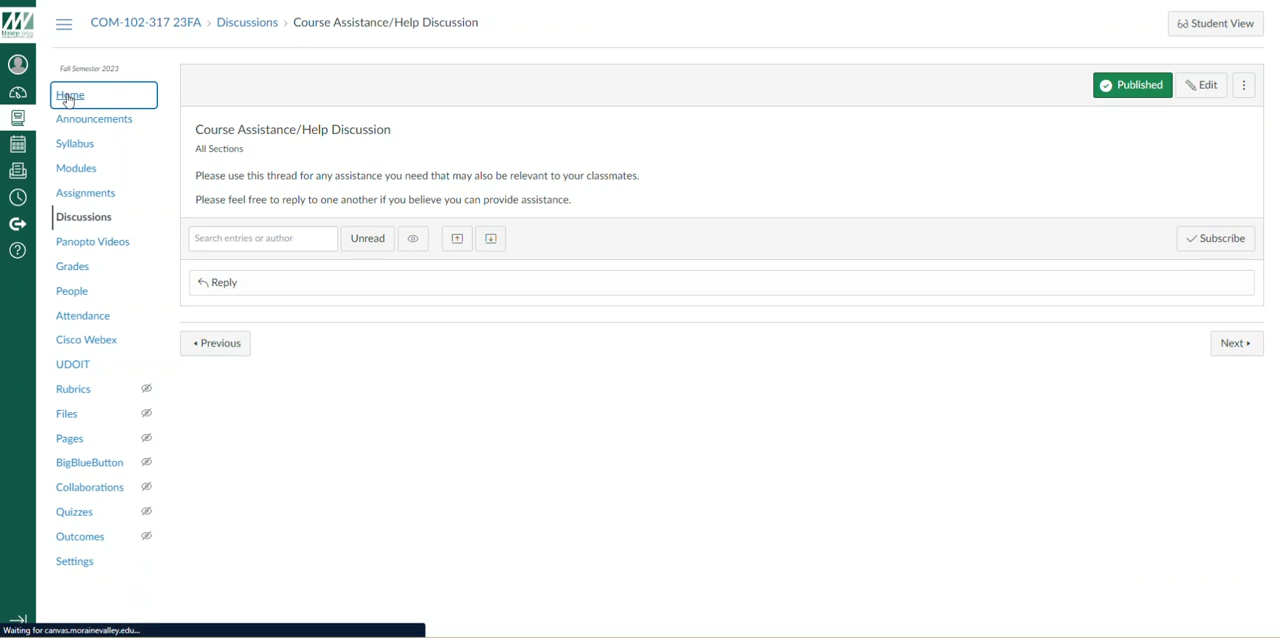 COM-102-317 23FA › Discussions › Course Assistance/Help Discussion
Student View
Fall Semester 2023
Home
Announcements
Syllabus
Modules
Assignments
Discussions
Panopto Videos
Grades
People
Attendance
Cisco Webex
UDOIT
Rubrics
Files
Pages
BigBlueButton
Collaborations
Quizzes
Outcomes
Settings
Published
Edit
Course Assistance/Help Discussion
All Sections
Please use this thread for any assistance you need that may also be relevant to your classmates.
Please feel free to reply to one another if you believe you can provide assistance.
Search entries or author
Unread
Subscribe
Reply
Previous
Next
Waiting for canvas.morainevalley.edu...